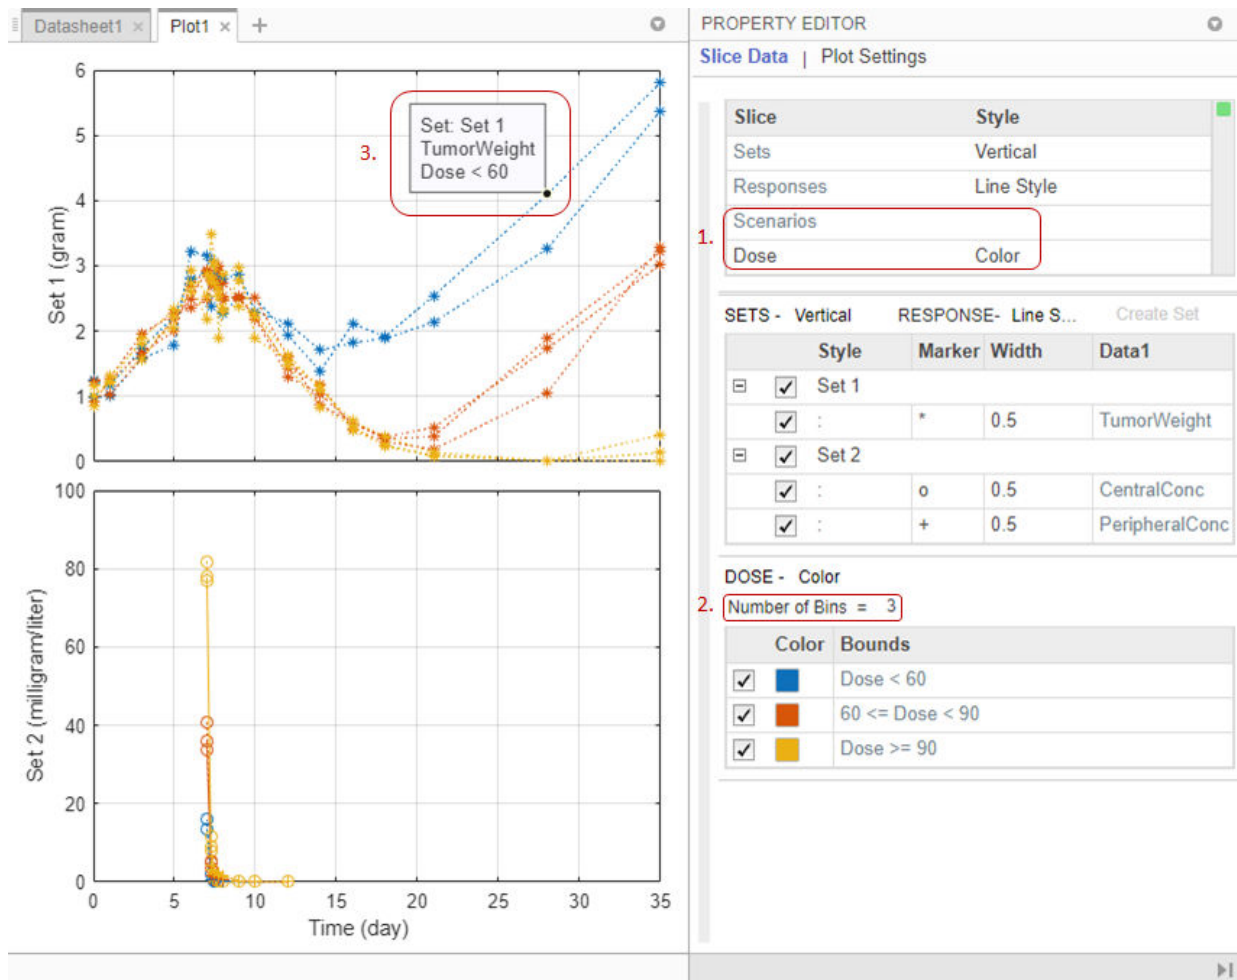 Datasheet1 ×
Plot1 ×
+
6
5
4
3
2
1
0
Set 1 (gram)
3.
Set: Set 1
TumorWeight
Dose < 60
100
80
60
40
20
0
Set 2 (milligram/liter)
0 5 10 15 20 25 30 35
Time (day)
PROPERTY EDITOR
Slice Data | Plot Settings
Slice Style
Sets Vertical
Responses Line Style
1.
Scenarios
Dose Color
SETS - Vertical RESPONSE- Line S... Create Set
Style Marker Width Data1
Set 1
: * 0.5 TumorWeight
Set 2
: o 0.5 CentralConc
: + 0.5 PeripheralConc
DOSE - Color
2.
Number of Bins = 3
Color Bounds
Dose < 60
60 <= Dose < 90
Dose >= 90